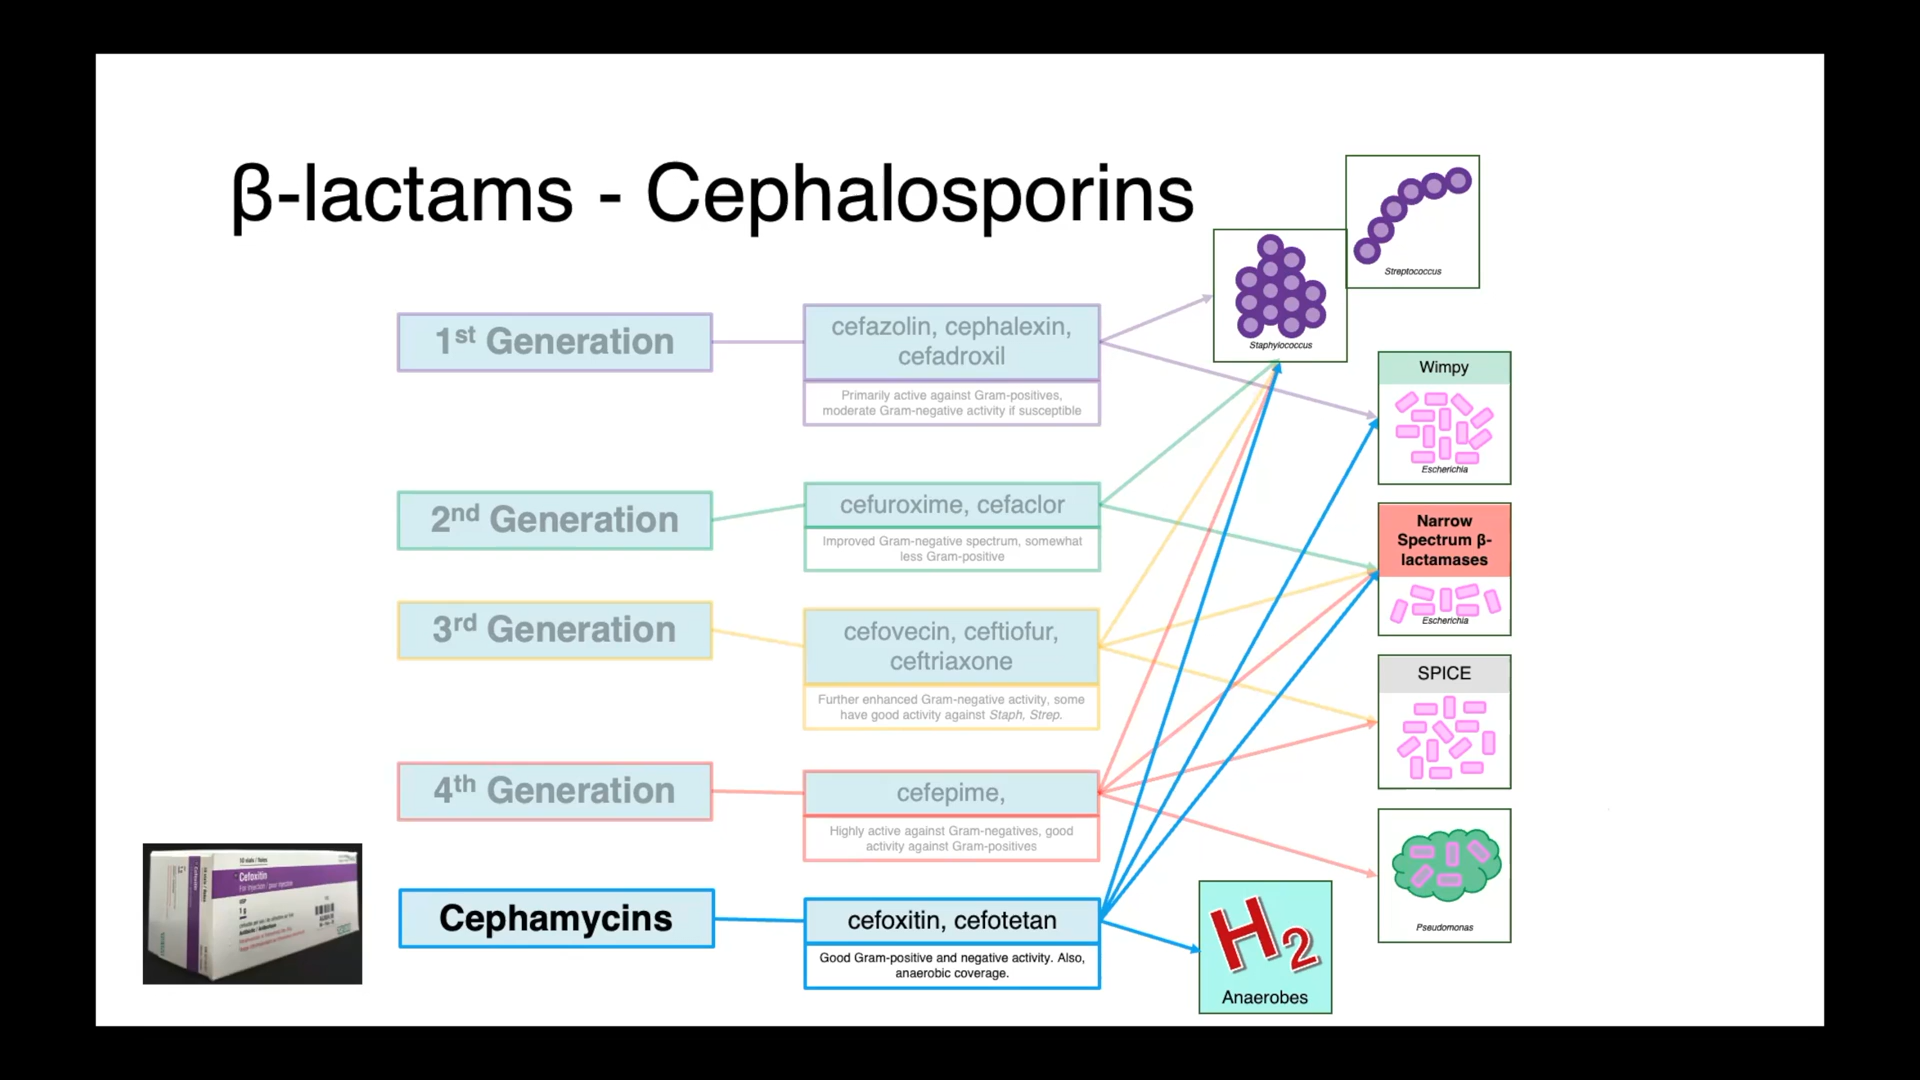 β-lactams - Cephalosporins
Streptococcus
Staphylococcus
1st Generation
cefazolin, cephalexin,
cefadroxil
Primarily active against Gram-positives,
moderate Gram-negative activity if susceptible
Wimpy
Escherichia
2nd Generation
cefuroxime, cefaclor
Improved Gram-negative spectrum, somewhat
less Gram-positive
Narrow
Spectrum β-
lactamases
Escherichia
3rd Generation
cefovecin, ceftiofur,
ceftriaxone
Further enhanced Gram-negative activity, some
have good activity against Staph, Strep.
SPICE
4th Generation
cefepime,
Highly active against Gram-negatives, good
activity against Gram-positives
Pseudomonas
Cephamycins
cefoxitin, cefotetan
Good Gram-positive and negative activity. Also,
anaerobic coverage.
H2
Anaerobes
Cefoxitin
USP
1 g